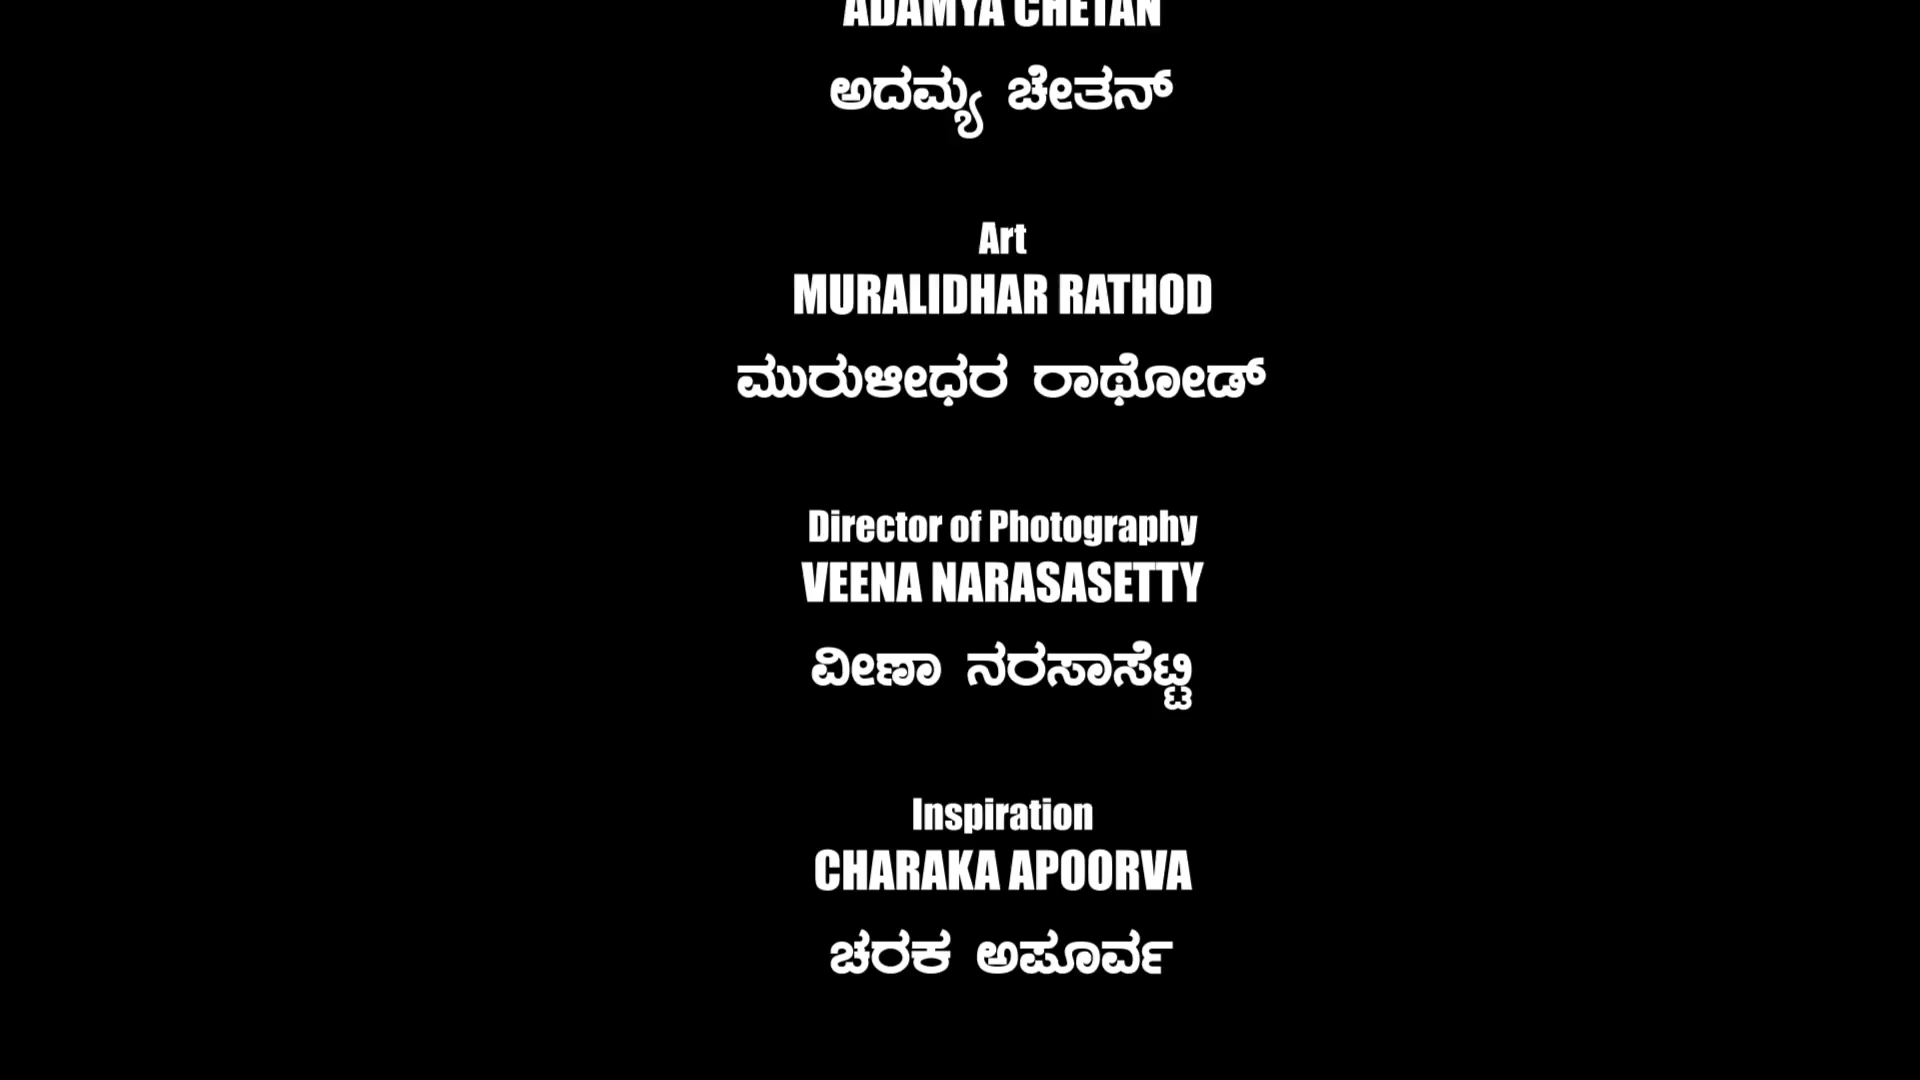 ADAMYA CHETAN
ಅದಮ್ಯ ಚೇತನ್
Art
MURALIDHAR RATHOD
ಮುರುಳೀಧರ ರಾಥೋಡ್
Director of Photography
VEENA NARASASETTY
ವೀಣಾ ನರಸಾಸೆಟ್ಟಿ
Inspiration
CHARAKA APOORVA
ಚರಕ ಅಪೂರ್ವ